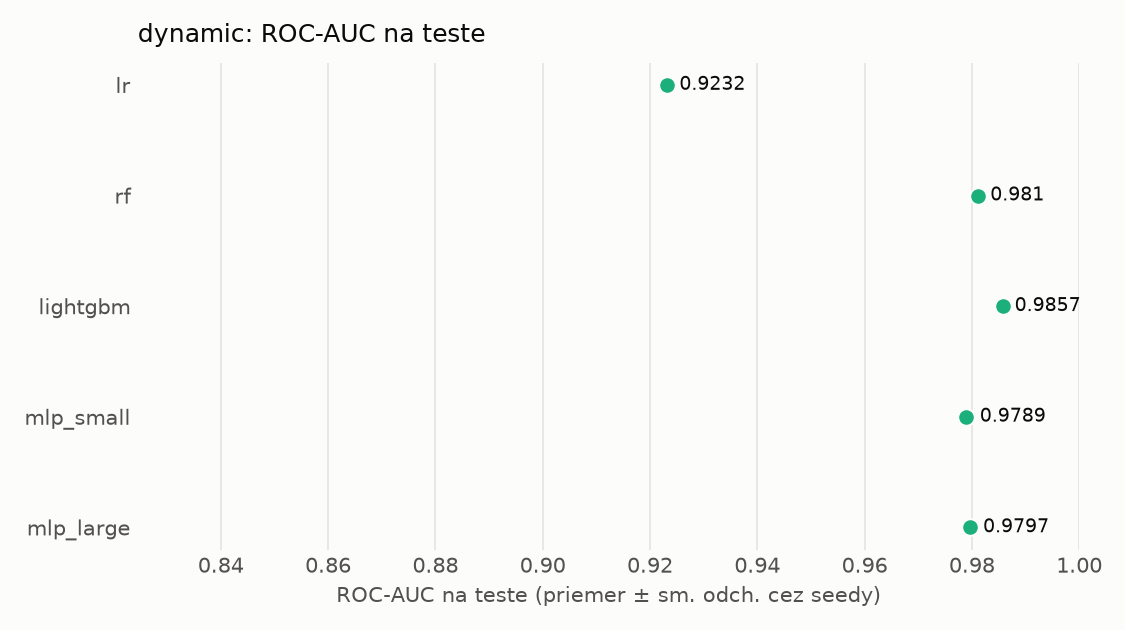 dynamic: ROC-AUC na teste
lr
0.9232
rf
0.981
lightgbm
0.9857
mlp_small
0.9789
mlp_large
0.9797
0.84 0.86 0.88 0.90 0.92 0.94 0.96 0.98 1.00
ROC-AUC na teste (priemer ± sm. odch. cez seedy)